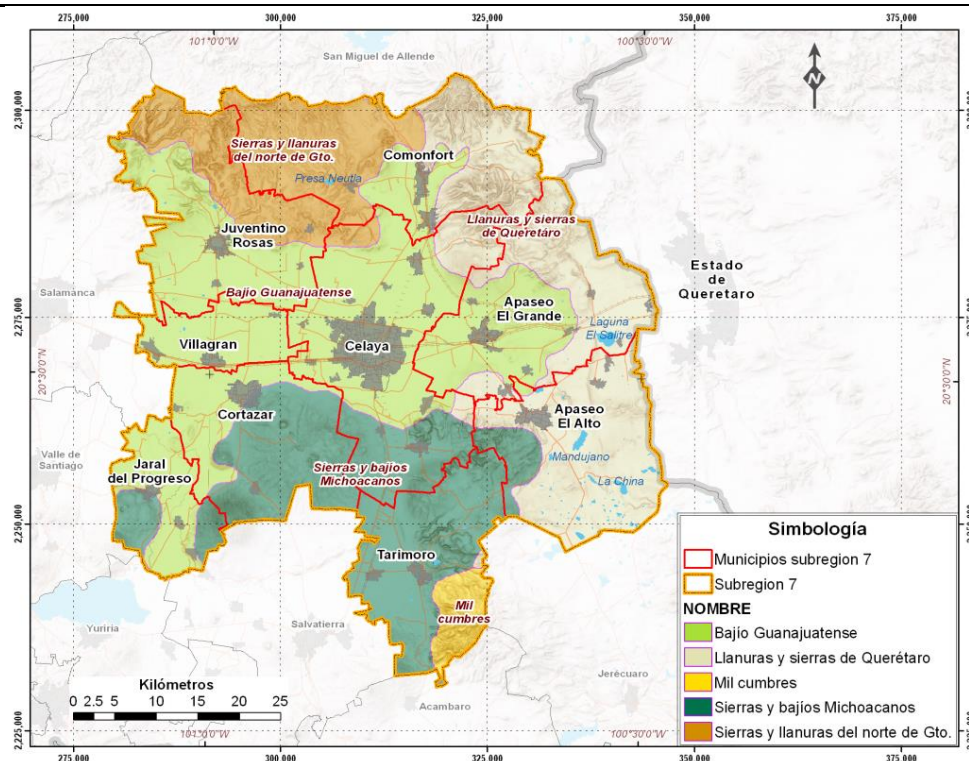 275,000
300,000
325,000
350,000
375,000
101°0'0"W
100°30'0"W
San Miguel de Allende
N
2,300,000
Sierras y llanuras
del norte de Gto.
Comonfort
Presa Neutla
Juventino
Rosas
Llanuras y sierras
de Querétaro
Estado
de
Queretaro
Salamanca
Bajío Guanajuatense
Apaseo
El Grande
Laguna
El Salitre
2,275,000
Villagran
Celaya
20°30'0"N
20°30'0"N
Cortazar
Apaseo
El Alto
Valle de
Santiago
Jaral
del Progreso
Sierras y bajíos
Michoacanos
Mandujano
La China
2,250,000
Tarimoro
Mil
cumbres
Yuriria
Salvatierra
Jerècuaro
Acambaro
Simbología
Municipios subregion 7
Subregion 7
NOMBRE
Bajío Guanajuatense
Llanuras y sierras de Querétaro
Mil cumbres
Sierras y bajíos Michoacanos
Sierras y llanuras del norte de Gto.
Kilómetros
0 2.5 5 10 15 20 25
2,225,000
100°30'0"W
275,000
300,000
325,000
350,000
375,000